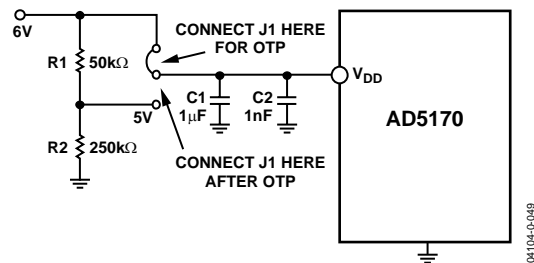 6V
CONNECT J1 HERE
FOR OTP
R1
50kΩ
VDD
C1
1μF
C2
1nF
5V
AD5170
R2
250kΩ
CONNECT J1 HERE
AFTER OTP
04104-0-049